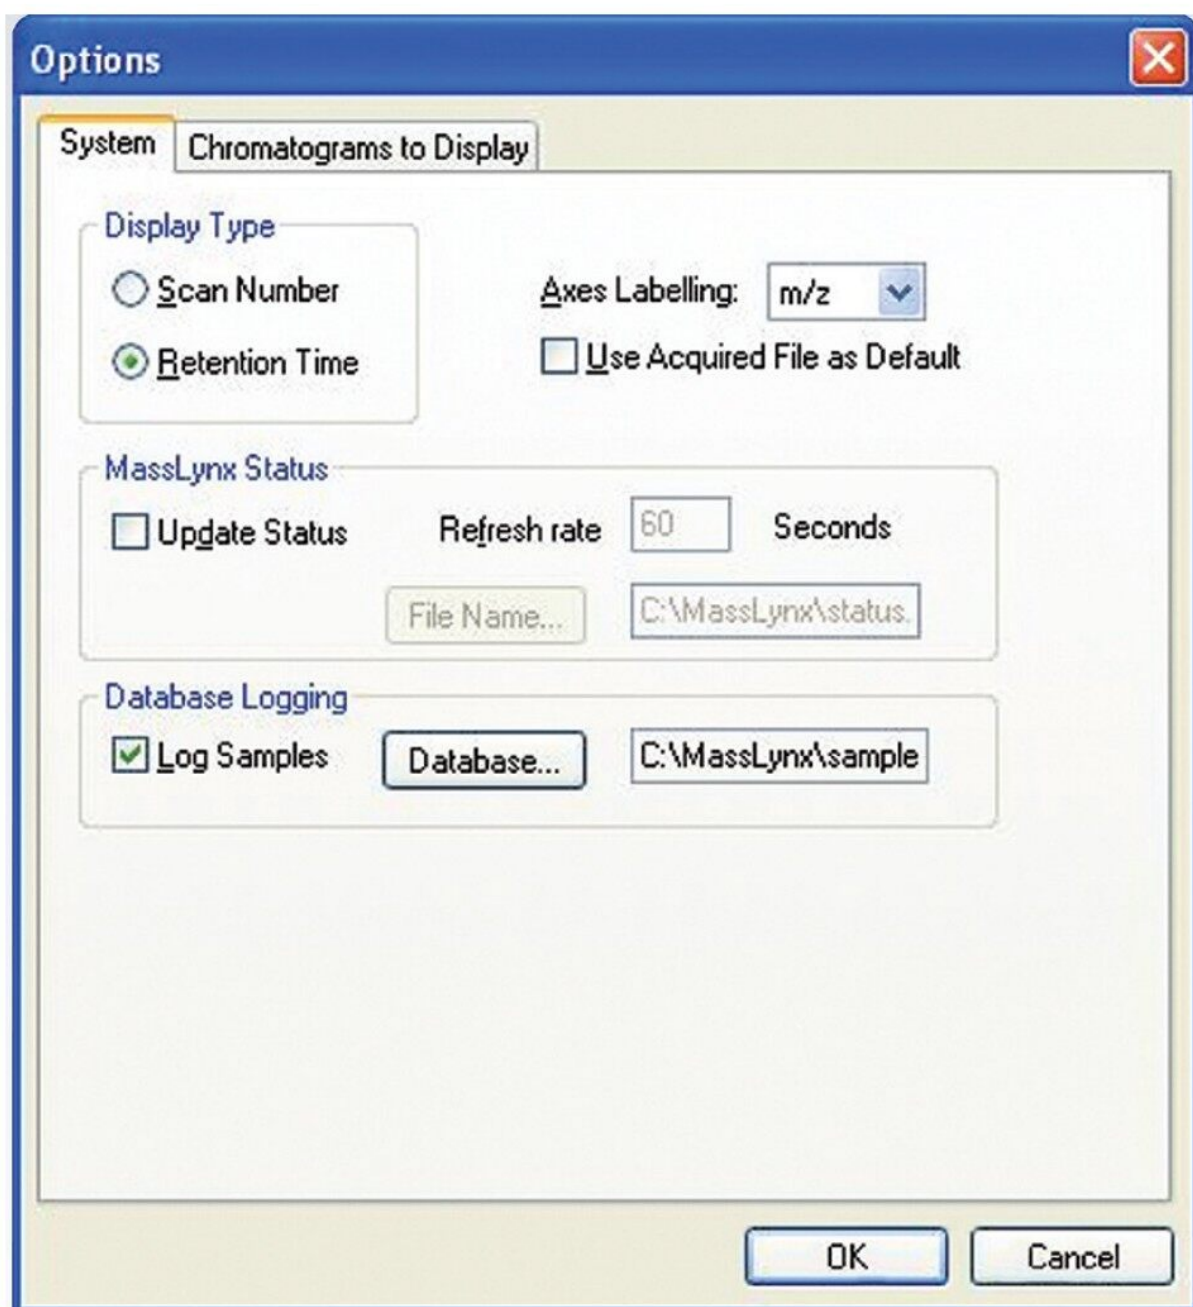 Options
System Chromatograms to Display
Display Type
Scan Number
Axes Labelling: m/z
Retention Time
Use Acquired File as Default
MassLynx Status
Update Status Refresh rate 60 Seconds
File Name... C:\MassLynx\status.
Database Logging
Log Samples Database... C:\MassLynx\sample
OK Cancel